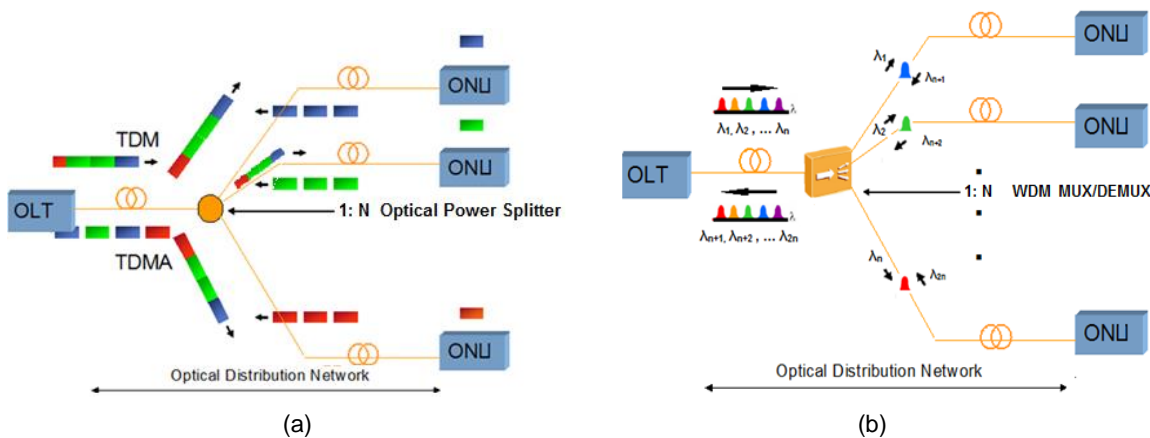 TDM
OLT
TDMA
ONU
ONU
1: N Optical Power Splitter
ONU
Optical Distribution Network
(a)
λ1
λn+1
ONU
λ
λ1, λ2 , ... λn
λ2
λn+2
ONU
OLT
1: N WDM MUX/DEMUX
λ
λn+1, λn+2 , ... λ2n
λn
λ2n
ONU
Optical Distribution Network
(b)